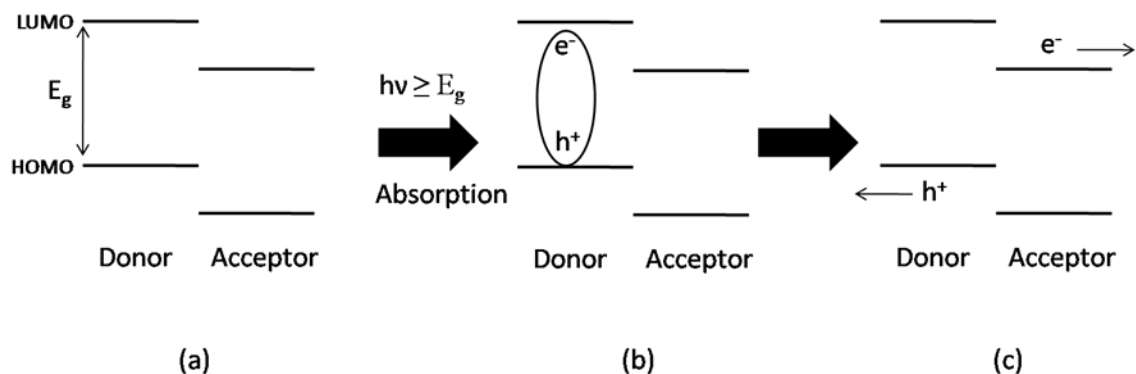 LUMO
E_g
HOMO
Donor Acceptor
(a)
hν ≥ E_g
Absorption
e⁻
h⁺
Donor Acceptor
(b)
e⁻
h⁺
Donor Acceptor
(c)